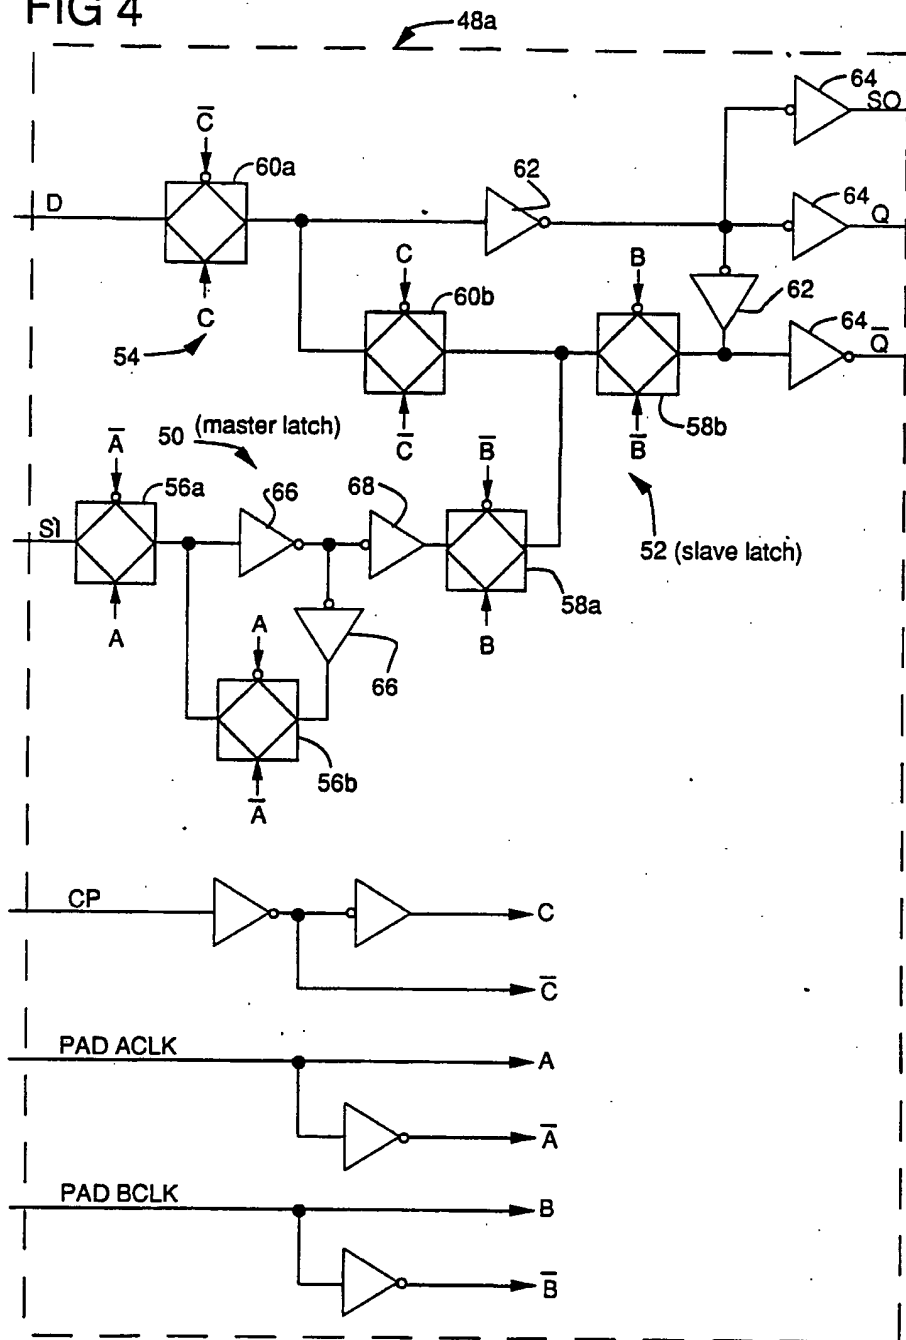 FIG 4
48a
64
SO
C̅
60a
62
D
64
Q
C
B
60b
62
C
64
Q̅
54
50 (master latch)
C̅
B̅
58b
A̅
B̅
56a
66
68
SI
52 (slave latch)
58a
A
A
B
66
56b
A̅
CP
C
C̅
PAD ACLK
A
A̅
PAD BCLK
B
B̅